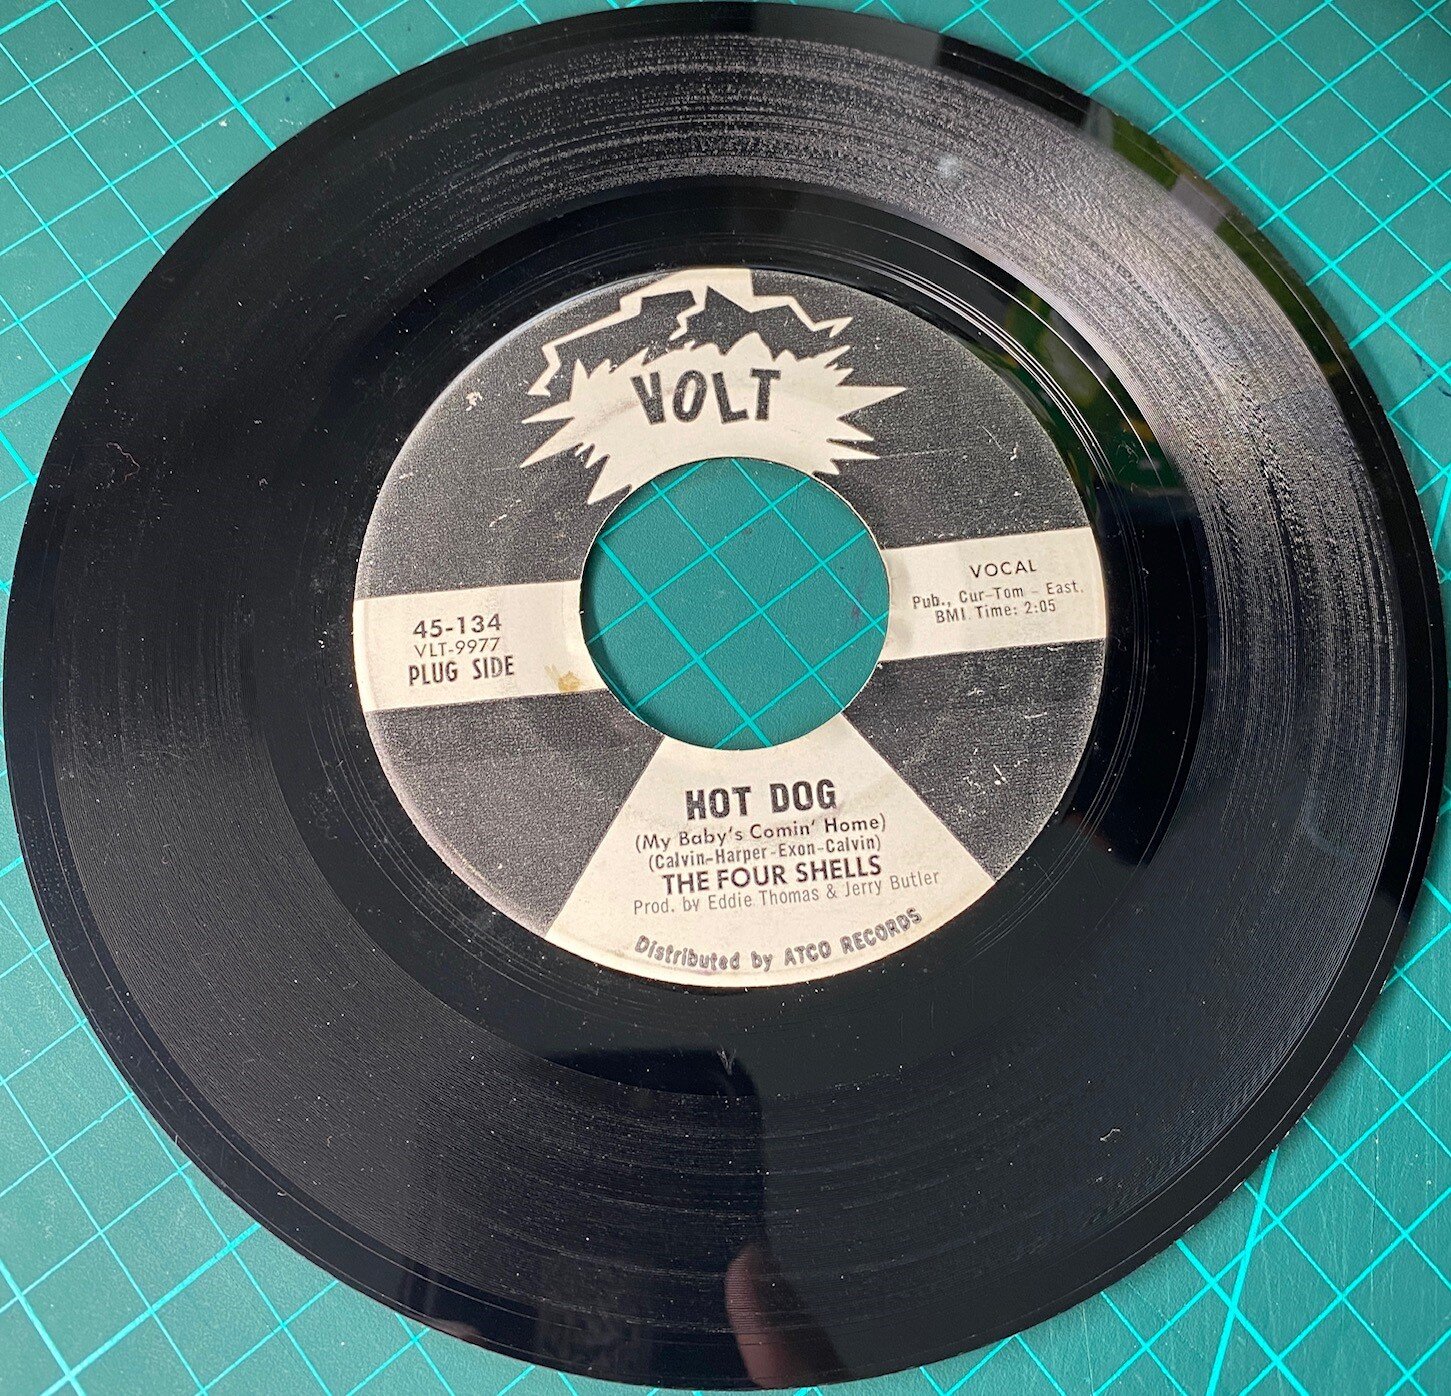 VOLT
45-134
VLT-9977
PLUG SIDE
VOCAL
Pub., Cur-Tom - East.
BMI. Time: 2:05
HOT DOG
(My Baby's Comin' Home)
(Calvin-Harper-Exon-Calvin)
THE FOUR SHELLS
Prod. by Eddie Thomas & Jerry Butler
Distributed by ATCO RECORDS